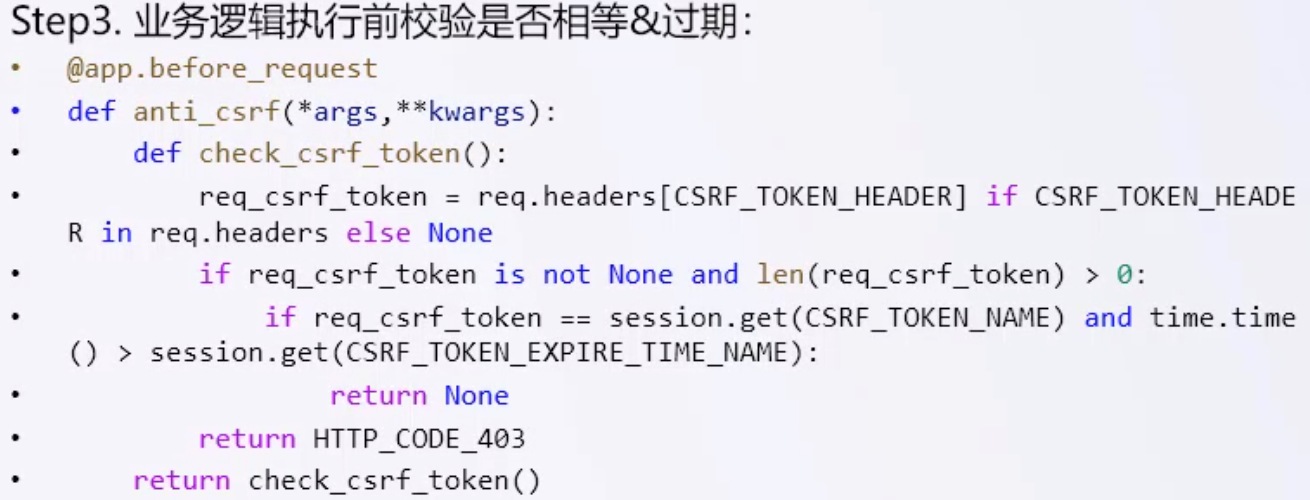 Step3. 业务逻辑执行前校验是否相等&过期：
• @app.before_request
• def anti_csrf(*args,**kwargs):
• def check_csrf_token():
• req_csrf_token = req.headers[CSRF_TOKEN_HEADER] if CSRF_TOKEN_HEADE
R in req.headers else None
• if req_csrf_token is not None and len(req_csrf_token) > 0:
• if req_csrf_token == session.get(CSRF_TOKEN_NAME) and time.time
() > session.get(CSRF_TOKEN_EXPIRE_TIME_NAME):
• return None
• return HTTP_CODE_403
• return check_csrf_token()